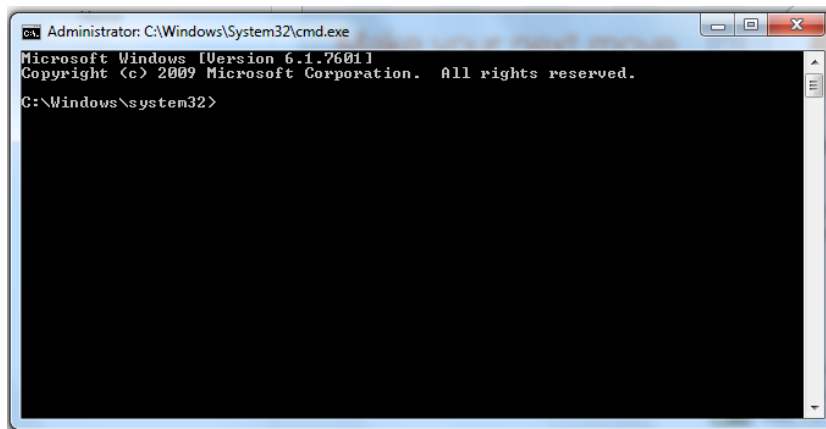 Administrator: C:\Windows\System32\cmd.exe
Microsoft Windows [Version 6.1.7601]
Copyright (c) 2009 Microsoft Corporation.  All rights reserved.
C:\Windows\system32>